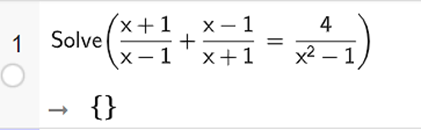 1 Solve((x + 1)/(x − 1) + (x − 1)/(x + 1) = 4/(x² − 1))
→ {}